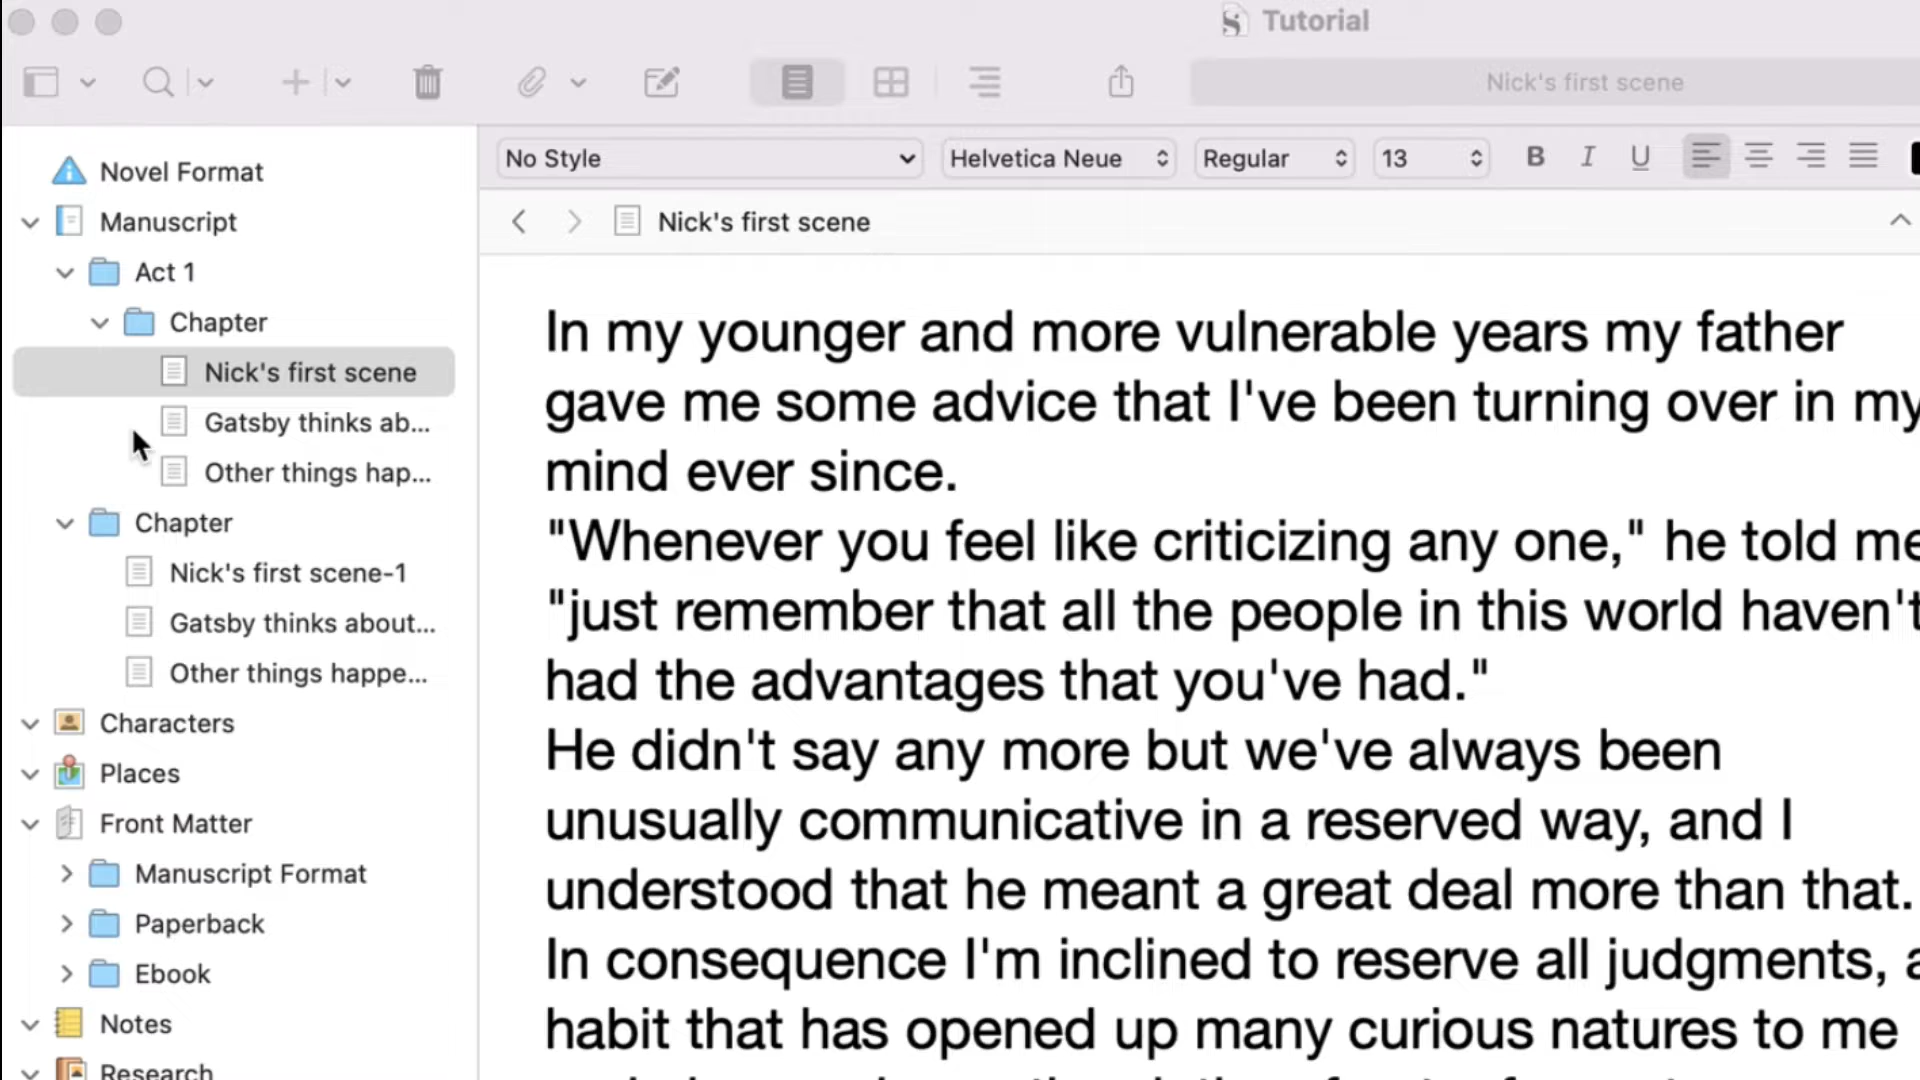 Tutorial
Nick's first scene
No Style
Helvetica Neue
Regular
13
B I U
Novel Format
Manuscript
Act 1
Chapter
Nick's first scene
Gatsby thinks ab...
Other things hap...
Chapter
Nick's first scene-1
Gatsby thinks about...
Other things happe...
Characters
Places
Front Matter
Manuscript Format
Paperback
Ebook
Notes
Research
Nick's first scene
In my younger and more vulnerable years my father
gave me some advice that I've been turning over in my
mind ever since.
"Whenever you feel like criticizing any one," he told me
"just remember that all the people in this world haven't
had the advantages that you've had."
He didn't say any more but we've always been
unusually communicative in a reserved way, and I
understood that he meant a great deal more than that.
In consequence I'm inclined to reserve all judgments, a
habit that has opened up many curious natures to me